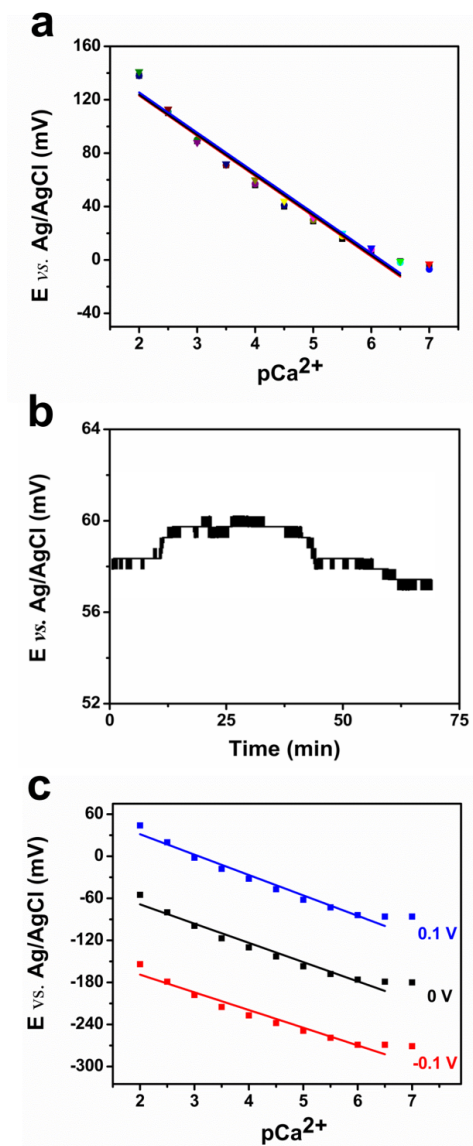 a
160
120
80
40
0
-40
E vs. Ag/AgCl (mV)
2 3 4 5 6 7
pCa2+
b
64
60
56
52
E vs. Ag/AgCl (mV)
0 25 50 75
Time (min)
c
60
0
-60
-120
-180
-240
-300
E vs. Ag/AgCl (mV)
0.1 V
0 V
-0.1 V
2 3 4 5 6 7
pCa2+